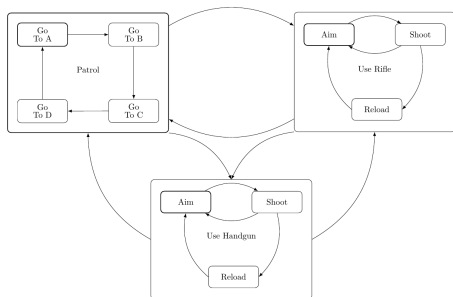 Go
To A
Go
To B
Patrol
Go
To D
Go
To C
Aim
Shoot
Use Rifle
Reload
Aim
Shoot
Use Handgun
Reload